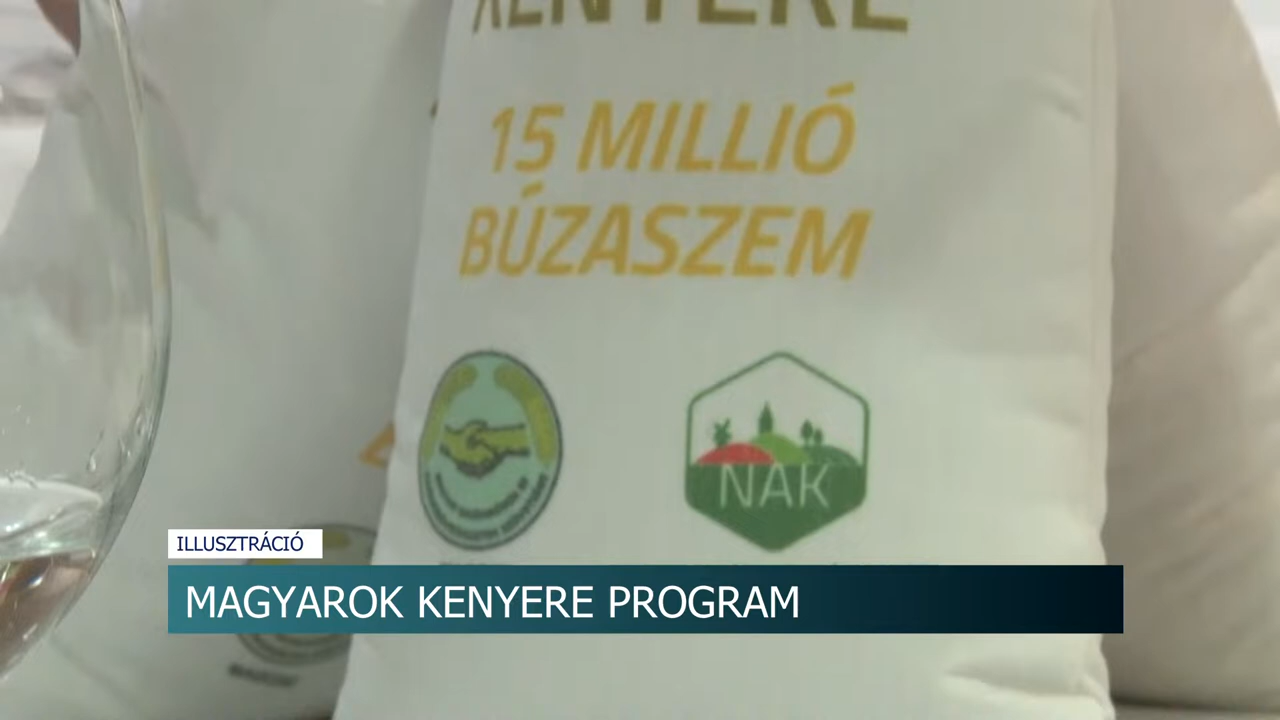 KENYERE
15 MILLIÓ
BÚZASZEM
NAK
ILLUSZTRÁCIÓ
MAGYAROK KENYERE PROGRAM